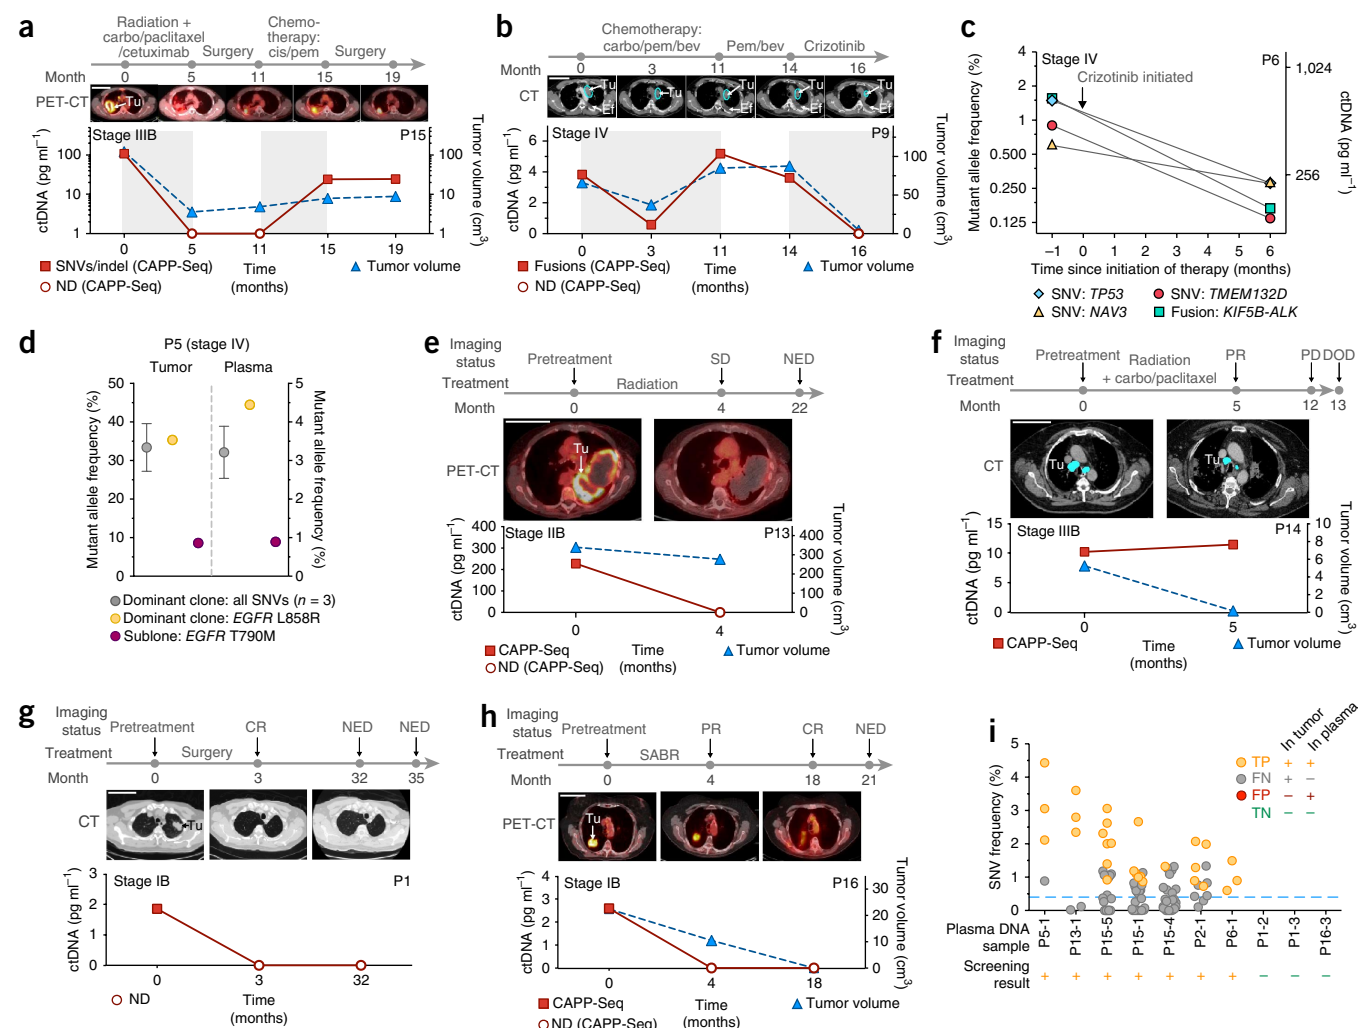 a
Radiation +
carbo/paclitaxel
/cetuximab
Surgery
Chemo-
therapy:
cis/pem
Surgery
Month
0 5 11 15 19
PET-CT
Tu
Stage IIIB
P15
ctDNA (pg ml–1)
100
10
1
Tumor volume (cm3)
100
10
1
0 5 11 15 19
SNVs/indel (CAPP-Seq)
ND (CAPP-Seq)
Time
(months)
Tumor volume
b
Chemotherapy:
carbo/pem/bev
Pem/bev
Crizotinib
Month
0 3 11 14 16
CT
Tu Tu Tu Tu Tu
Ef Ef Ef Ef
Stage IV
P9
ctDNA (pg ml–1)
6
4
2
0
Tumor volume (cm3)
100
50
0
0 3 11 14 16
Fusions (CAPP-Seq)
ND (CAPP-Seq)
Time
(months)
Tumor volume
c
Mutant allele frequency (%)
4
2
1
0.500
0.250
0.125
Stage IV
P6
Crizotinib initiated
1,024
256
ctDNA (pg ml–1)
–1 0 1 2 3 4 5 6
Time since initiation of therapy (months)
SNV: TP53
SNV: TMEM132D
SNV: NAV3
Fusion: KIF5B-ALK
d
P5 (stage IV)
Tumor Plasma
Mutant allele frequency (%)
50
40
30
20
10
0
5
4
3
2
1
0
Mutant allele
frequency (%)
Dominant clone: all SNVs (n = 3)
Dominant clone: EGFR L858R
Sublone: EGFR T790M
e
Imaging
status
Pretreatment SD NED
Treatment
Radiation
Month
0 4 22
PET-CT
Tu
Stage IIB
P13
ctDNA (pg ml–1)
400
300
200
100
0
Tumor volume (cm3)
400
300
200
100
0
0 4
CAPP-Seq
ND (CAPP-Seq)
Time
(months)
Tumor volume
f
Imaging
status
Pretreatment PR PD DOD
Treatment
Radiation
+ carbo/paclitaxel
Month
0 5 12 13
CT
Tu
Tu
Stage IIIB
P14
ctDNA (pg ml–1)
15
10
5
0
Tumor volume (cm3)
10
8
6
4
2
0
0 5
CAPP-Seq
Time
(months)
Tumor volume
g
Imaging
status
Pretreatment CR NED NED
Treatment
Surgery
Month
0 3 32 35
CT
Tu
Stage IB
P1
ctDNA (pg ml–1)
3
2
1
0
0 3 32
ND
Time
(months)
h
Imaging
status
Pretreatment PR CR NED
Treatment
SABR
Month
0 4 18 21
PET-CT
Tu
Stage IB
P16
ctDNA (pg ml–1)
4
3
2
1
0
Tumor volume (cm3)
30
20
10
0
0 4 18
CAPP-Seq
ND (CAPP-Seq)
Time
(months)
Tumor volume
i
In tumor
In plasma
TP + +
FN + –
FP – +
TN – –
SNV frequency (%)
5
4
3
2
1
0
Plasma DNA
sample
P5-1 P13-1 P15-5 P15-1 P15-4 P2-1 P6-1 P1-2 P1-3 P16-3
Screening
result
+ + + + + + + – – –